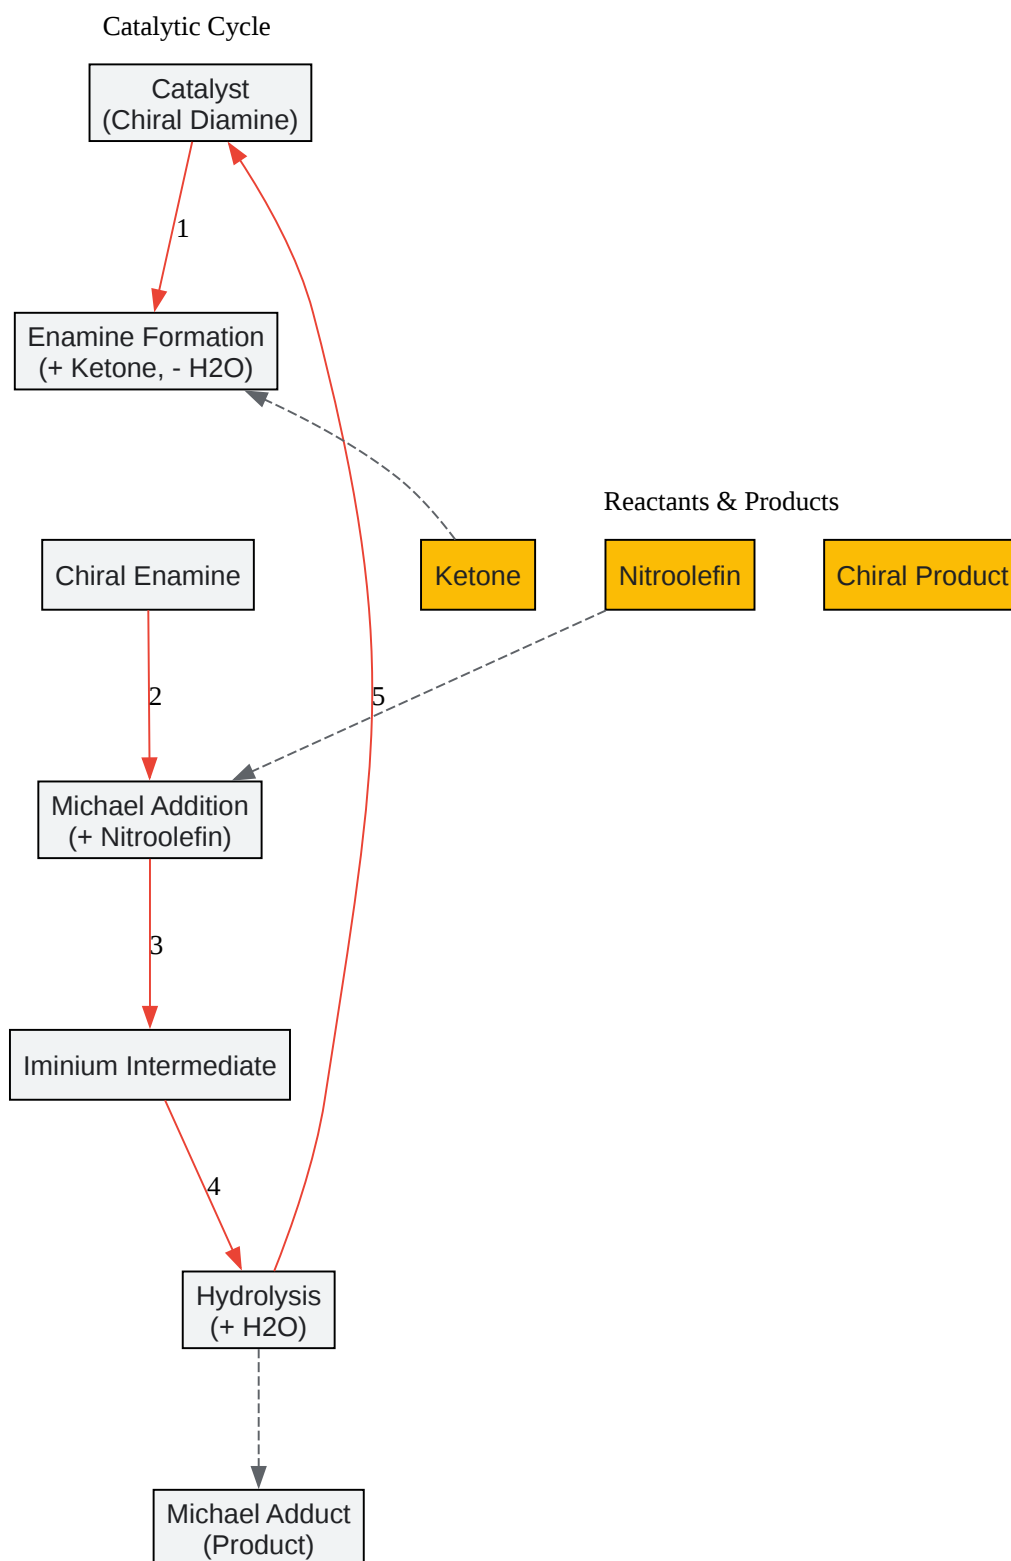 Catalytic Cycle
Catalyst
(Chiral Diamine)
1
Enamine Formation
(+ Ketone, - H2O)
Reactants & Products
Chiral Enamine
Ketone
Nitroolefin
Chiral Product
2
5
Michael Addition
(+ Nitroolefin)
3
Iminium Intermediate
4
Hydrolysis
(+ H2O)
Michael Adduct
(Product)